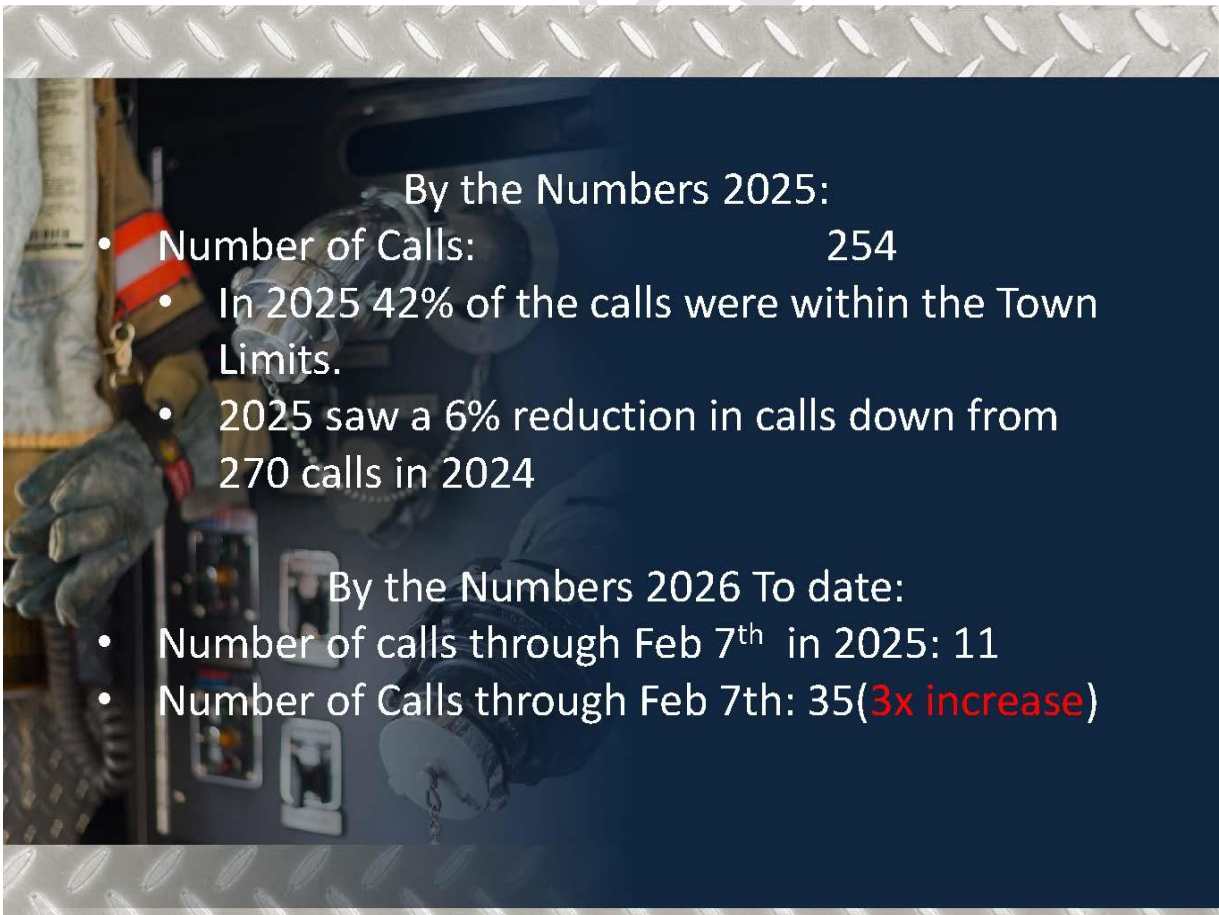 By the Numbers 2025:
• Number of Calls: 254
• In 2025 42% of the calls were within the Town
Limits.
• 2025 saw a 6% reduction in calls down from
270 calls in 2024
By the Numbers 2026 To date:
• Number of calls through Feb 7th in 2025: 11
• Number of Calls through Feb 7th: 35(3x increase)